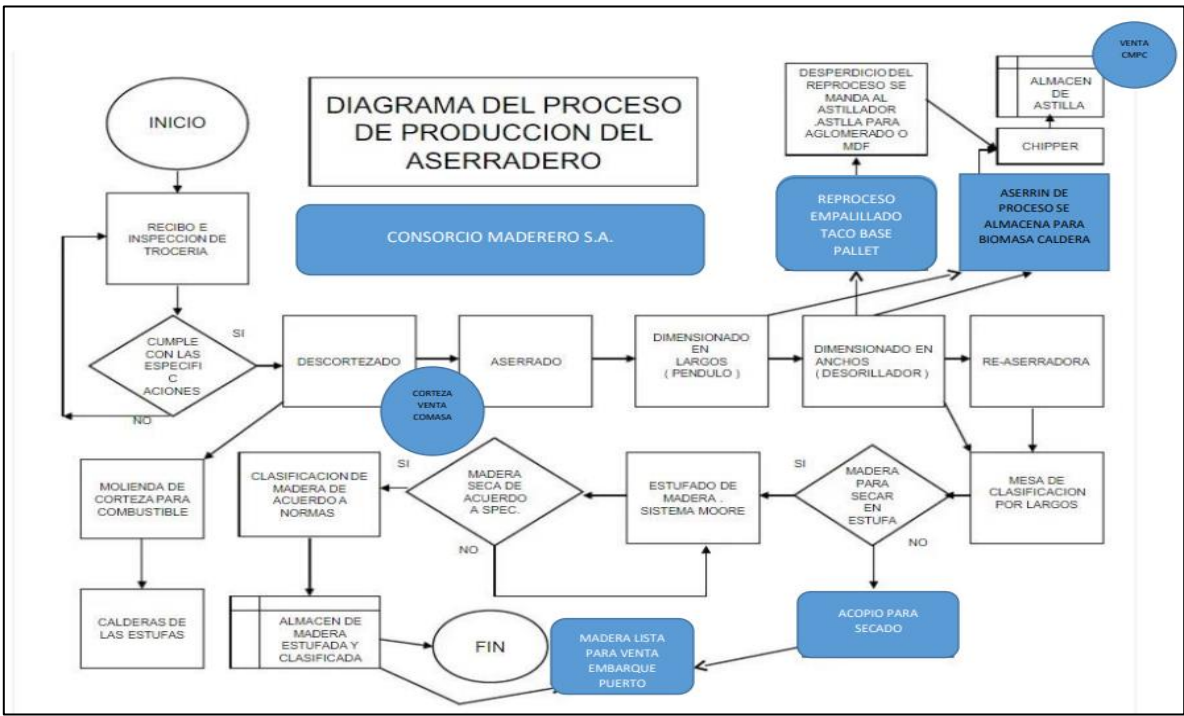 VENTA
CMPC
DESPERDICIO DEL
REPROCESO SE
MANDA AL
ASTILLADOR
.ASTLLA PARA
AGLOMERADO O
MDF
ALMACEN
DE
ASTILLA
INICIO
DIAGRAMA DEL PROCESO
DE PRODUCCION DEL
ASERRADERO
CHIPPER
CONSORCIO MADERERO S.A.
REPROCESO
EMPALILLADO
TACO BASE
PALLET
ASERRIN DE
PROCESO SE
ALMACENA PARA
BIOMASA CALDERA
RECIBO E
INSPECCION DE
TROCERIA
CUMPLE
CON LAS
ESPECIFI
C
ACIONES
SI
NO
DESCORTEZADO
ASERRADO
DIMENSIONADO
EN
LARGOS
( PENDULO )
DIMENSIONADO EN
ANCHOS
( DESORILLADOR )
RE-ASERRADORA
CORTEZA
VENTA
COMASA
MOLIENDA DE
CORTEZA PARA
COMBUSTIBLE
CLASIFICACION DE
MADERA DE
ACUERDO A
NORMAS
SI
MADERA
SECA DE
ACUERDO
A SPEC.
NO
ESTUFADO DE
MADERA .
SISTEMA MOORE
SI
MADERA
PARA
SECAR
EN
ESTUFA
NO
MESA DE
CLASIFICACION
POR LARGOS
CALDERAS DE
LAS ESTUFAS
ALMACEN DE
MADERA
ESTUFADA Y
CLASIFICADA
FIN
MADERA LISTA
PARA VENTA
EMBARQUE
PUERTO
ACOPIO PARA
SECADO